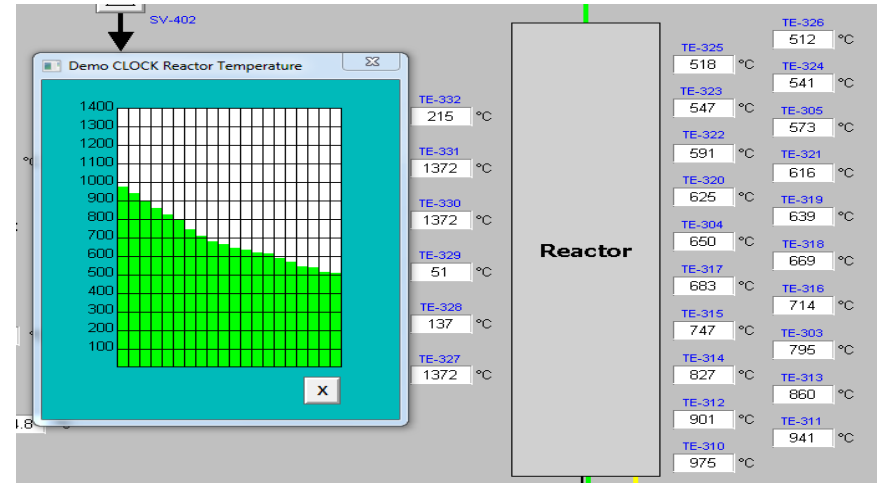 SV-402
Demo CLOCK Reactor Temperature
1400
1300
1200
1100
1000
900
800
700
600
500
400
300
200
100
X
TE-332
215 °C
TE-331
1372 °C
TE-330
1372 °C
TE-329
51 °C
TE-328
137 °C
TE-327
1372 °C
Reactor
TE-325
518 °C
TE-323
547 °C
TE-322
591 °C
TE-320
625 °C
TE-304
650 °C
TE-317
683 °C
TE-315
747 °C
TE-314
827 °C
TE-312
901 °C
TE-310
975 °C
TE-326
512 °C
TE-324
541 °C
TE-305
573 °C
TE-321
616 °C
TE-319
639 °C
TE-318
669 °C
TE-316
714 °C
TE-303
795 °C
TE-313
860 °C
TE-311
941 °C